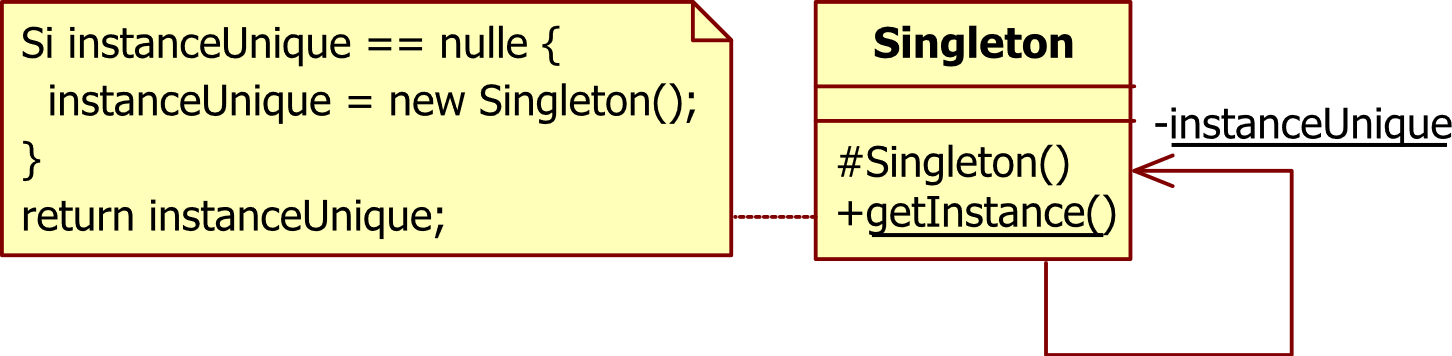 Si instanceUnique == nulle {
instanceUnique = new Singleton();
}
return instanceUnique;
Singleton
#Singleton()
+getInstance()
-instanceUnique